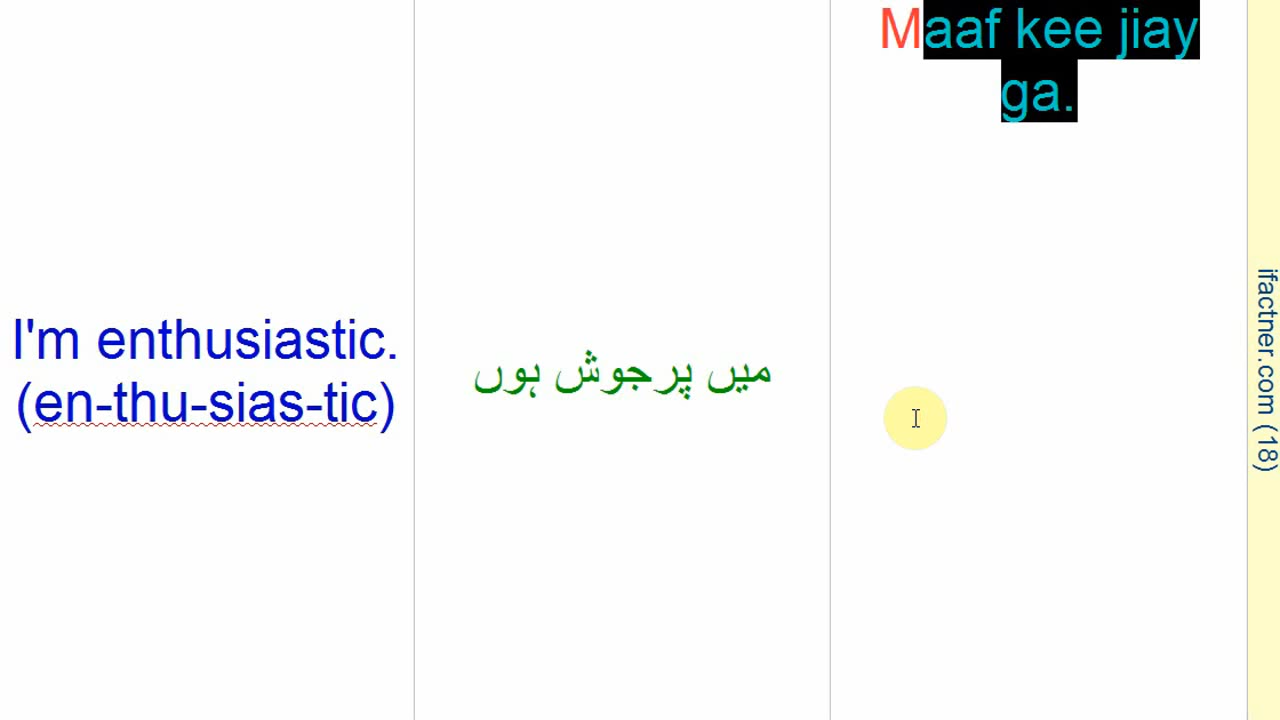 I'm enthusiastic.
(en-thu-sias-tic)
میں پرجوش ہوں
Maaf kee jiay
ga.
ifactner.com (18)